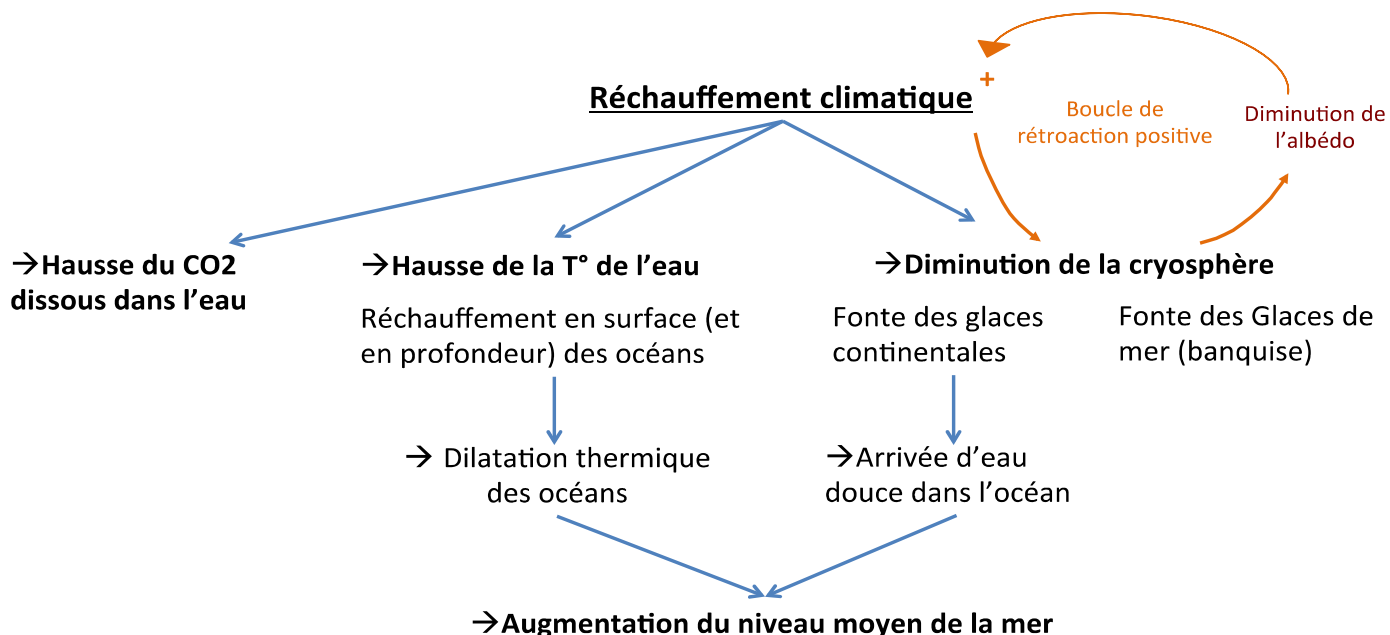 Réchauffement climatique
+
Boucle de
rétroaction positive
Diminution de
l'albédo
→Hausse du CO2
dissous dans l'eau
→Hausse de la T° de l'eau
Réchauffement en surface (et
en profondeur) des océans
→Diminution de la cryosphère
Fonte des glaces
continentales
Fonte des Glaces de
mer (banquise)
→ Dilatation thermique
des océans
→Arrivée d'eau
douce dans l'océan
→Augmentation du niveau moyen de la mer